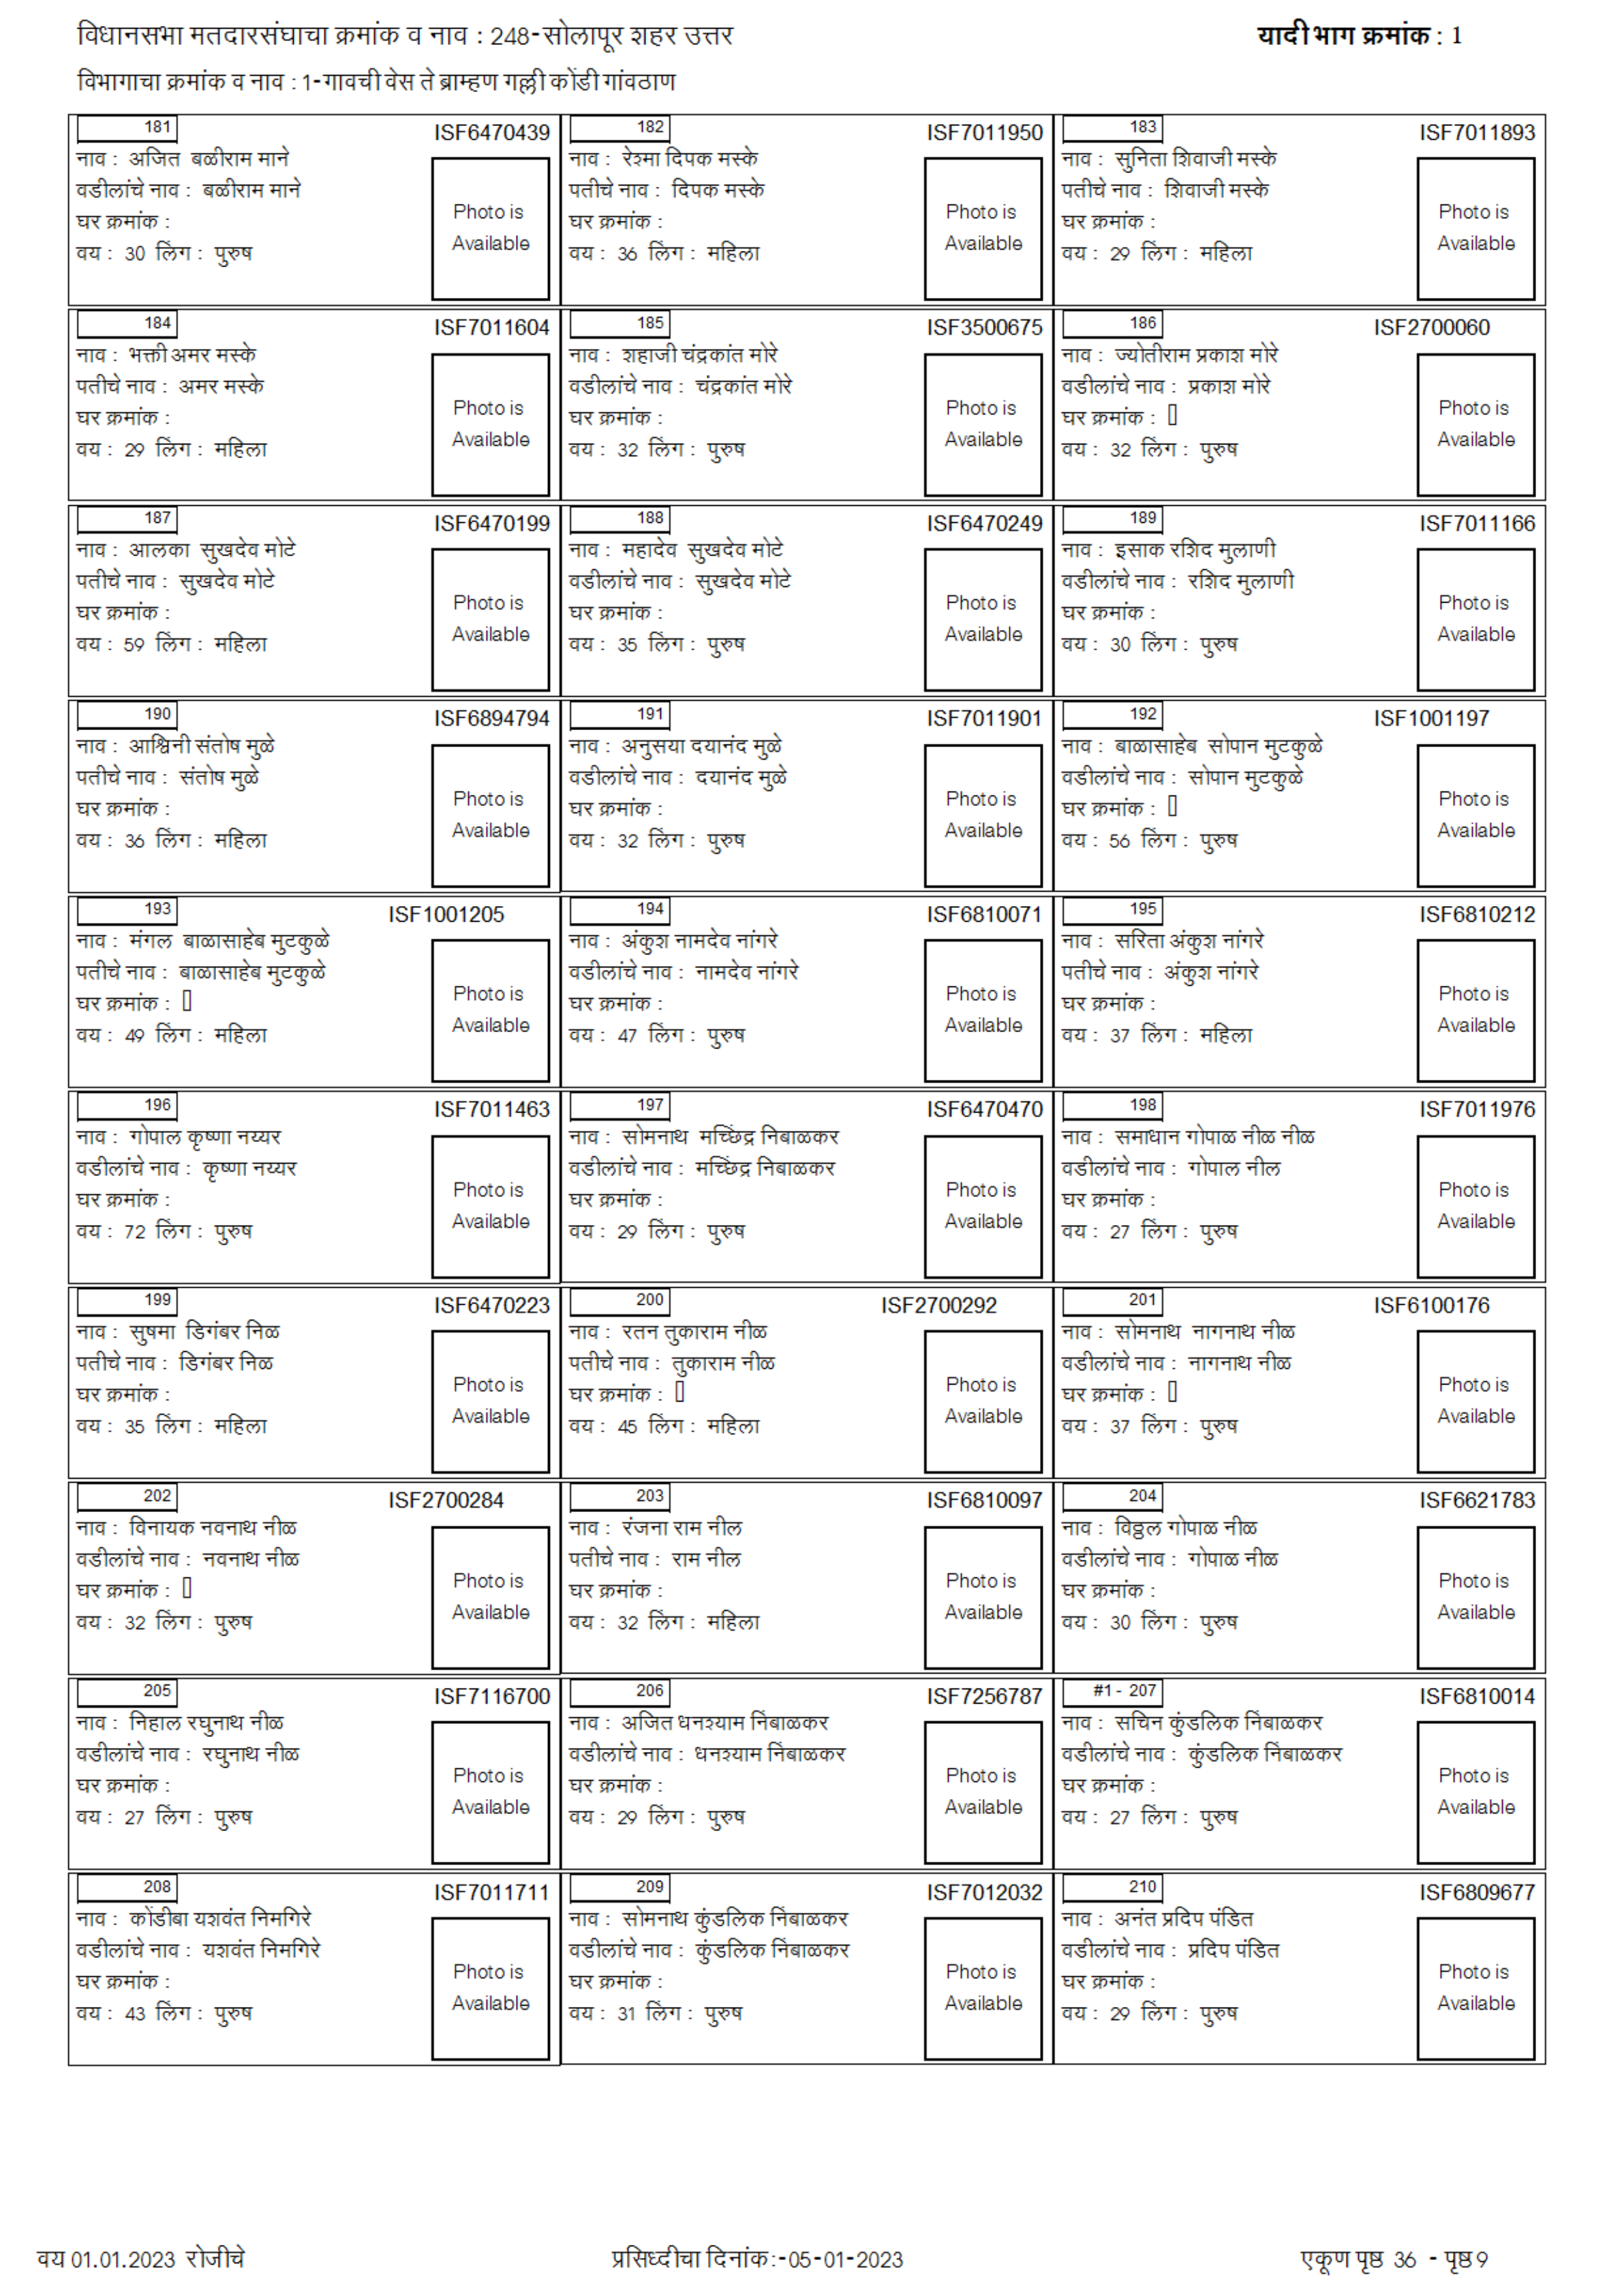 विधानसभा मतदारसंघाचा क्रमांक व नाव : 248-सोलापूर शहर उत्तर
यादी भाग क्रमांक : 1
विभागाचा क्रमांक व नाव : 1-गावची वेस ते ब्राम्हण गल्ली कोंडी गांवठाण
181 ISF6470439
नाव : अजित बळीराम माने
वडीलांचे नाव : बळीराम माने
घर क्रमांक :
वय : 30 लिंग : पुरुष
Photo is
Available
182 ISF7011950
नाव : रेश्मा दिपक मस्के
पतीचे नाव : दिपक मस्के
घर क्रमांक :
वय : 36 लिंग : महिला
Photo is
Available
183 ISF7011893
नाव : सुनिता शिवाजी मस्के
पतीचे नाव : शिवाजी मस्के
घर क्रमांक :
वय : 29 लिंग : महिला
Photo is
Available
184 ISF7011604
नाव : भक्ती अमर मस्के
पतीचे नाव : अमर मस्के
घर क्रमांक :
वय : 29 लिंग : महिला
Photo is
Available
185 ISF3500675
नाव : शहाजी चंद्रकांत मोरे
वडीलांचे नाव : चंद्रकांत मोरे
घर क्रमांक :
वय : 32 लिंग : पुरुष
Photo is
Available
186 ISF2700060
नाव : ज्योतीराम प्रकाश मोरे
वडीलांचे नाव : प्रकाश मोरे
घर क्रमांक : ▯
वय : 32 लिंग : पुरुष
Photo is
Available
187 ISF6470199
नाव : आलका सुखदेव मोटे
पतीचे नाव : सुखदेव मोटे
घर क्रमांक :
वय : 59 लिंग : महिला
Photo is
Available
188 ISF6470249
नाव : महादेव सुखदेव मोटे
वडीलांचे नाव : सुखदेव मोटे
घर क्रमांक :
वय : 35 लिंग : पुरुष
Photo is
Available
189 ISF7011166
नाव : इसाक रशिद मुलाणी
वडीलांचे नाव : रशिद मुलाणी
घर क्रमांक :
वय : 30 लिंग : पुरुष
Photo is
Available
190 ISF6894794
नाव : आश्विनी संतोष मुळे
पतीचे नाव : संतोष मुळे
घर क्रमांक :
वय : 36 लिंग : महिला
Photo is
Available
191 ISF7011901
नाव : अनुसया दयानंद मुळे
वडीलांचे नाव : दयानंद मुळे
घर क्रमांक :
वय : 32 लिंग : पुरुष
Photo is
Available
192 ISF1001197
नाव : बाळासाहेब सोपान मुटकुळे
वडीलांचे नाव : सोपान मुटकुळे
घर क्रमांक : ▯
वय : 56 लिंग : पुरुष
Photo is
Available
193 ISF1001205
नाव : मंगल बाळासाहेब मुटकुळे
पतीचे नाव : बाळासाहेब मुटकुळे
घर क्रमांक : ▯
वय : 49 लिंग : महिला
Photo is
Available
194 ISF6810071
नाव : अंकुश नामदेव नांगरे
वडीलांचे नाव : नामदेव नांगरे
घर क्रमांक :
वय : 47 लिंग : पुरुष
Photo is
Available
195 ISF6810212
नाव : सरिता अंकुश नांगरे
पतीचे नाव : अंकुश नांगरे
घर क्रमांक :
वय : 37 लिंग : महिला
Photo is
Available
196 ISF7011463
नाव : गोपाल कृष्णा नय्यर
वडीलांचे नाव : कृष्णा नय्यर
घर क्रमांक :
वय : 72 लिंग : पुरुष
Photo is
Available
197 ISF6470470
नाव : सोमनाथ मच्छिंद्र निबाळकर
वडीलांचे नाव : मच्छिंद्र निबाळकर
घर क्रमांक :
वय : 29 लिंग : पुरुष
Photo is
Available
198 ISF7011976
नाव : समाधान गोपाळ नीळ नीळ
वडीलांचे नाव : गोपाल नील
घर क्रमांक :
वय : 27 लिंग : पुरुष
Photo is
Available
199 ISF6470223
नाव : सुषमा डिगंबर निळ
पतीचे नाव : डिगंबर निळ
घर क्रमांक :
वय : 35 लिंग : महिला
Photo is
Available
200 ISF2700292
नाव : रतन तुकाराम नीळ
पतीचे नाव : तुकाराम नीळ
घर क्रमांक : ▯
वय : 45 लिंग : महिला
Photo is
Available
201 ISF6100176
नाव : सोमनाथ नागनाथ नीळ
वडीलांचे नाव : नागनाथ नीळ
घर क्रमांक : ▯
वय : 37 लिंग : पुरुष
Photo is
Available
202 ISF2700284
नाव : विनायक नवनाथ नीळ
वडीलांचे नाव : नवनाथ नीळ
घर क्रमांक : ▯
वय : 32 लिंग : पुरुष
Photo is
Available
203 ISF6810097
नाव : रंजना राम नील
पतीचे नाव : राम नील
घर क्रमांक :
वय : 32 लिंग : महिला
Photo is
Available
204 ISF6621783
नाव : विठ्ठल गोपाळ नीळ
वडीलांचे नाव : गोपाळ नीळ
घर क्रमांक :
वय : 30 लिंग : पुरुष
Photo is
Available
205 ISF7116700
नाव : निहाल रघुनाथ नीळ
वडीलांचे नाव : रघुनाथ नीळ
घर क्रमांक :
वय : 27 लिंग : पुरुष
Photo is
Available
206 ISF7256787
नाव : अजित धनश्याम निंबाळकर
वडीलांचे नाव : धनश्याम निंबाळकर
घर क्रमांक :
वय : 29 लिंग : पुरुष
Photo is
Available
#1 - 207 ISF6810014
नाव : सचिन कुंडलिक निंबाळकर
वडीलांचे नाव : कुंडलिक निंबाळकर
घर क्रमांक :
वय : 27 लिंग : पुरुष
Photo is
Available
208 ISF7011711
नाव : कोंडीबा यशवंत निमगिरे
वडीलांचे नाव : यशवंत निमगिरे
घर क्रमांक :
वय : 43 लिंग : पुरुष
Photo is
Available
209 ISF7012032
नाव : सोमनाथ कुंडलिक निंबाळकर
वडीलांचे नाव : कुंडलिक निंबाळकर
घर क्रमांक :
वय : 31 लिंग : पुरुष
Photo is
Available
210 ISF6809677
नाव : अनंत प्रदिप पंडित
वडीलांचे नाव : प्रदिप पंडित
घर क्रमांक :
वय : 29 लिंग : पुरुष
Photo is
Available
वय 01.01.2023 रोजीचे
प्रसिध्दीचा दिनांक:-05-01-2023
एकूण पृष्ठ 36 - पृष्ठ 9